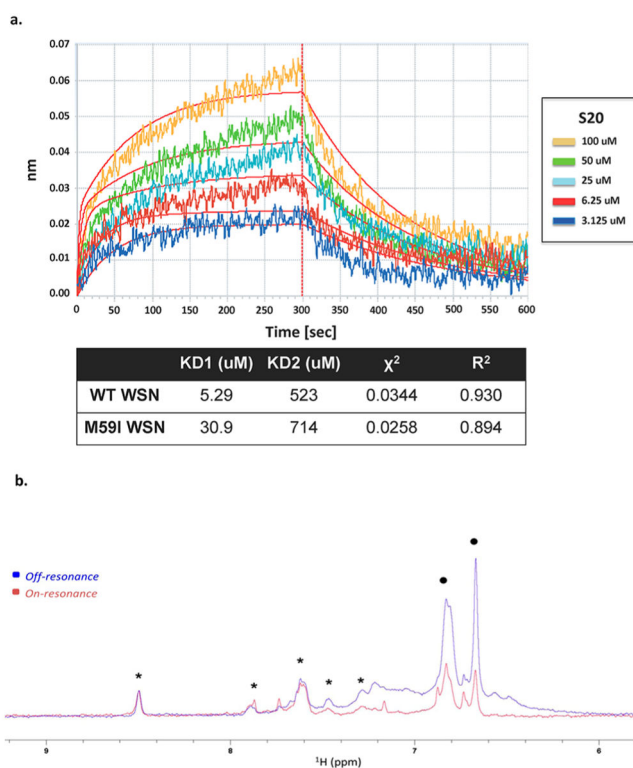 a.
0.07
0.06
0.05
0.04
0.03
0.02
0.01
0.00
nm
0 50 100 150 200 250 300 350 400 450 500 550 600
Time [sec]
S20
100 uM
50 uM
25 uM
6.25 uM
3.125 uM
KD1 (uM) KD2 (uM) χ² R²
WT WSN 5.29 523 0.0344 0.930
M59I WSN 30.9 714 0.0258 0.894
b.
Off-resonance
On-resonance
* * * * *
9 8 7 6
¹H (ppm)